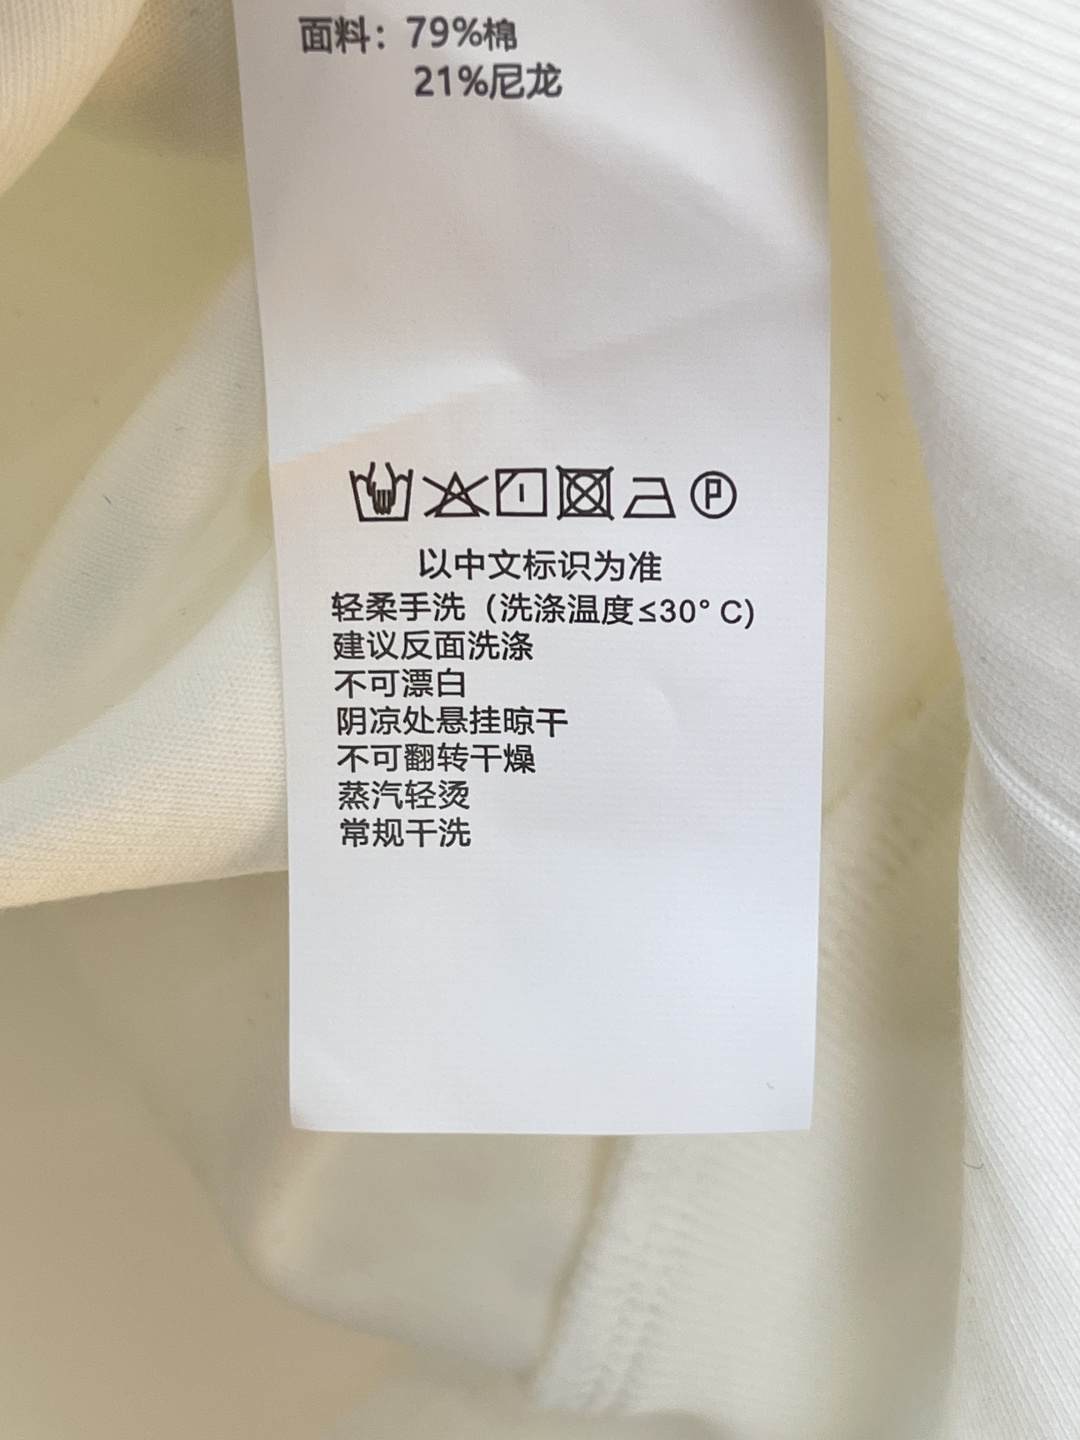 面料：79%棉
21%尼龙
P
以中文标识为准
轻柔手洗（洗涤温度≤30° C)
建议反面洗涤
不可漂白
阴凉处悬挂晾干
不可翻转干燥
蒸汽轻烫
常规干洗